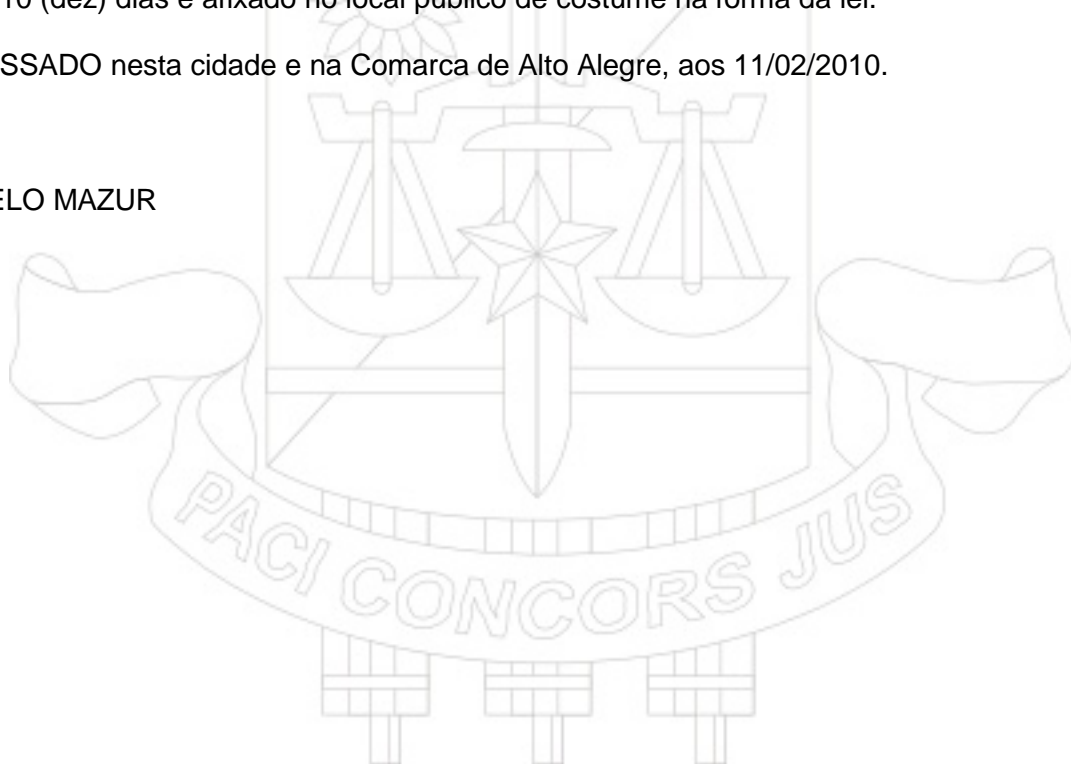 10 (dez) dias e afixado no local público de costume na forma da lei.
SSADO nesta cidade e na Comarca de Alto Alegre, aos 11/02/2010.
ELO MAZUR
PACI CONCORS JUS